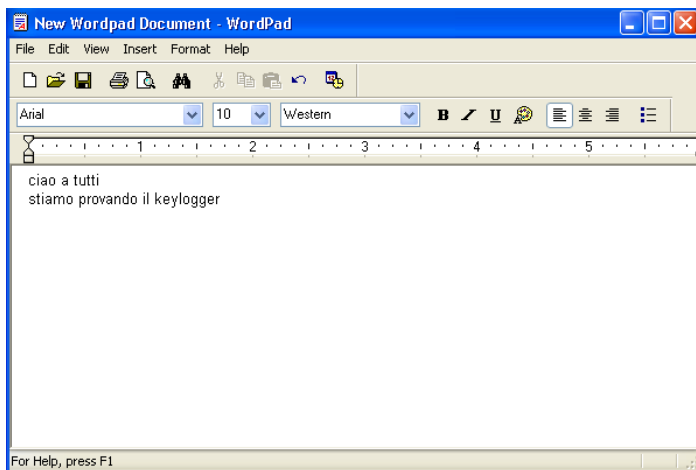 New Wordpad Document - WordPad
File Edit View Insert Format Help
Arial 10 Western B I U
1 2 3 4 5
ciao a tutti
stiamo provando il keylogger
For Help, press F1